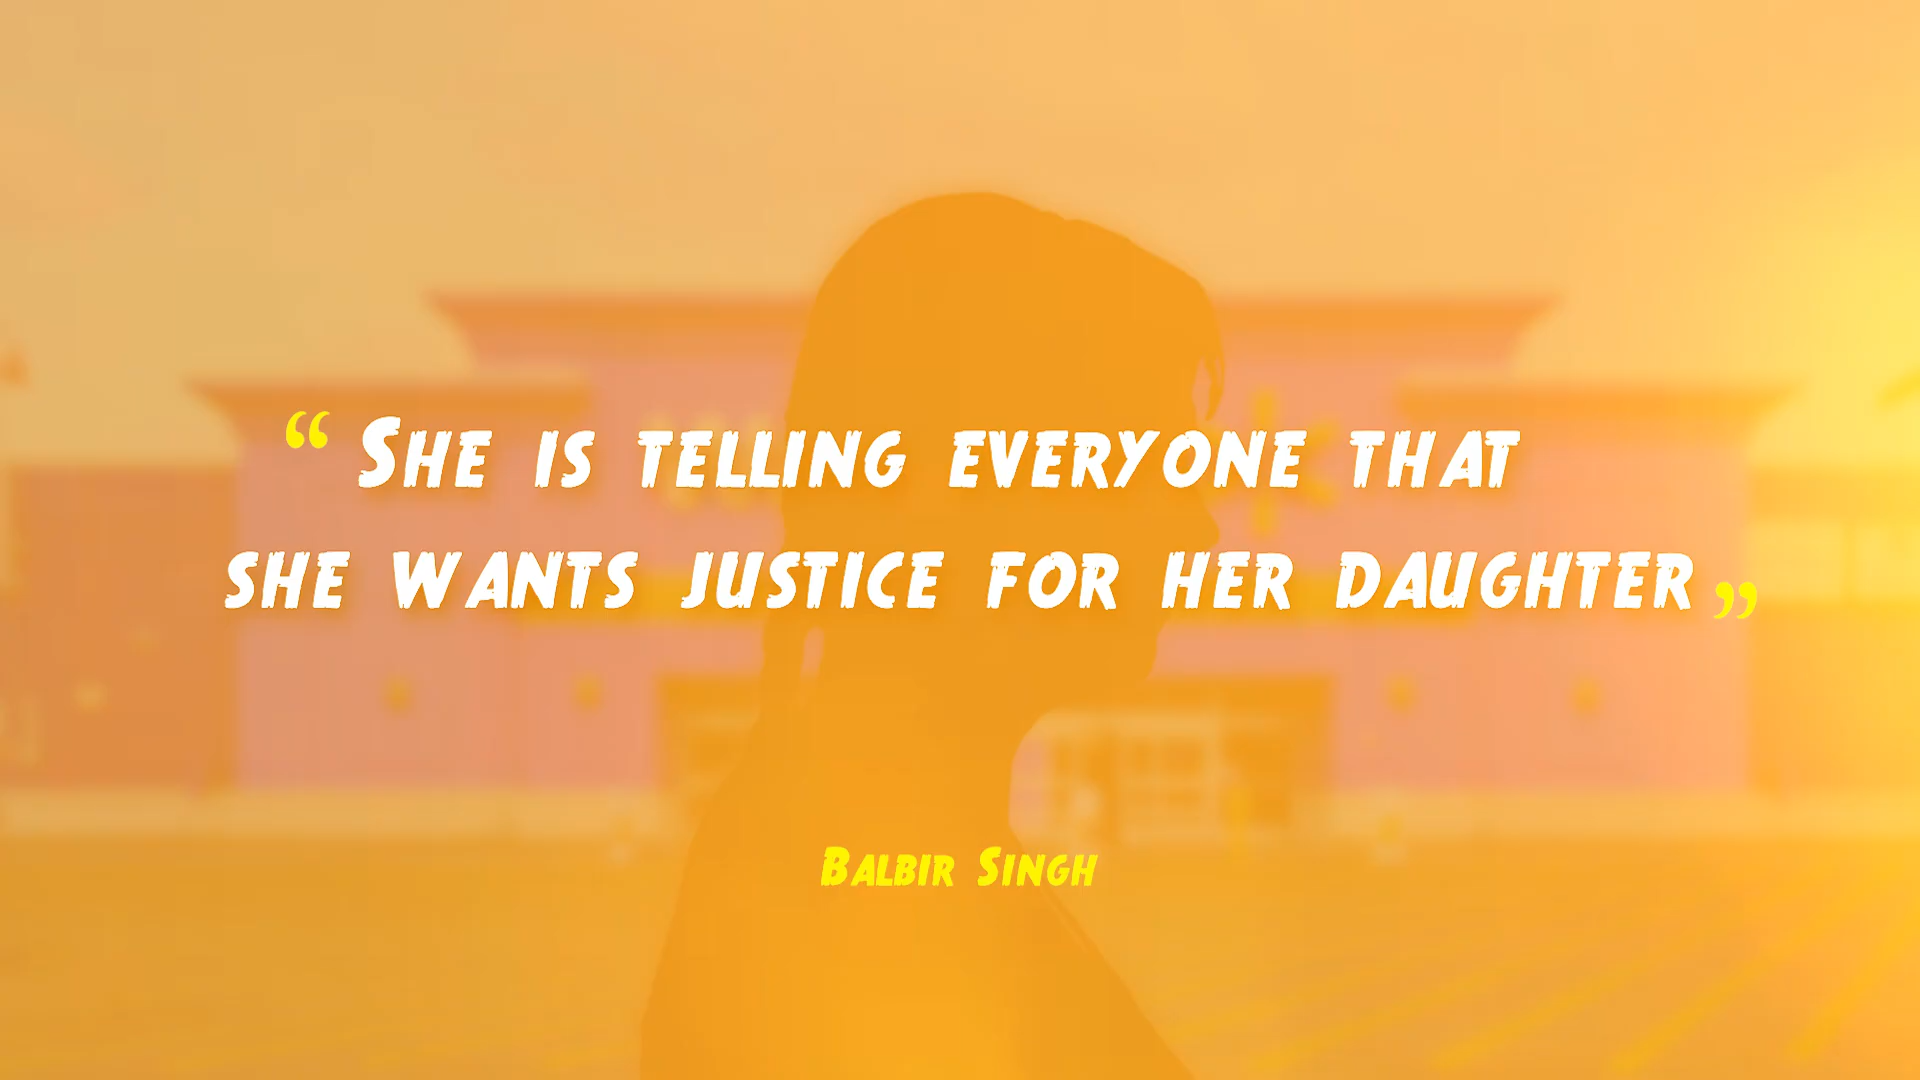 “ She is telling everyone that
she wants justice for her daughter ”
Balbir Singh